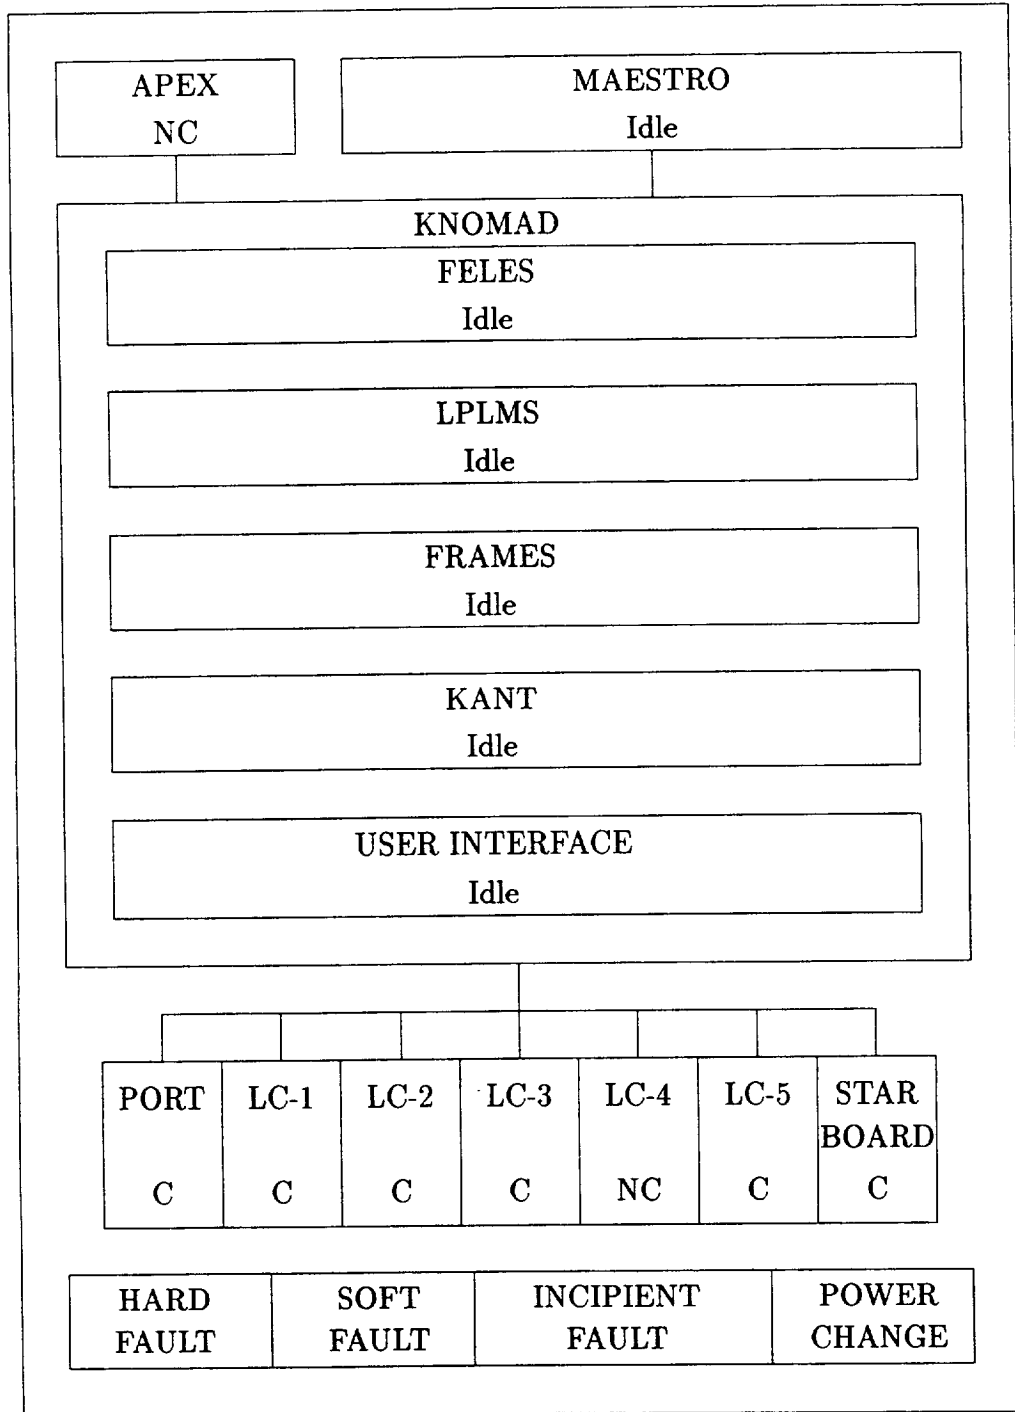 APEX
NC
MAESTRO
Idle
KNOMAD
FELES
Idle
LPLMS
Idle
FRAMES
Idle
KANT
Idle
USER INTERFACE
Idle
PORT
C
LC-1
C
LC-2
C
LC-3
C
LC-4
NC
LC-5
C
STAR
BOARD
C
HARD
FAULT
SOFT
FAULT
INCIPIENT
FAULT
POWER
CHANGE